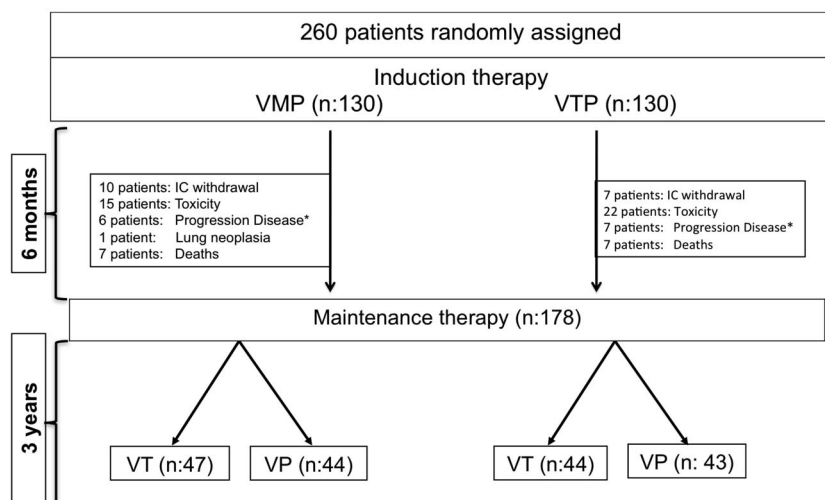 260 patients randomly assigned
Induction therapy
VMP (n:130) VTP (n:130)
6 months
10 patients: IC withdrawal
15 patients: Toxicity
6 patients: Progression Disease*
1 patient: Lung neoplasia
7 patients: Deaths
7 patients: IC withdrawal
22 patients: Toxicity
7 patients: Progression Disease*
7 patients: Deaths
Maintenance therapy (n:178)
3 years
VT (n:47)
VP (n:44)
VT (n:44)
VP (n: 43)